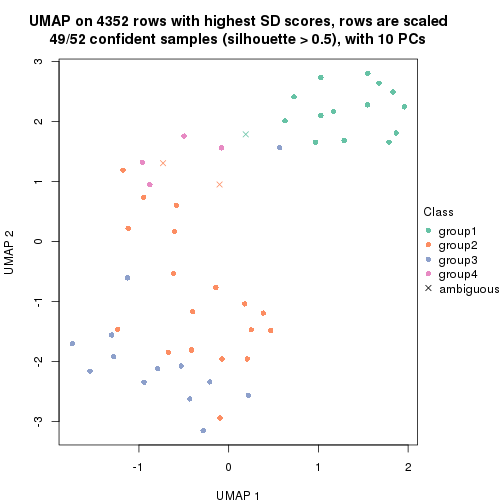 UMAP on 4352 rows with highest SD scores, rows are scaled
49/52 confident samples (silhouette > 0.5), with 10 PCs
3
2
1
0
-1
-2
-3
UMAP 2
-1
0
1
2
UMAP 1
Class
group1
group2
group3
group4
ambiguous